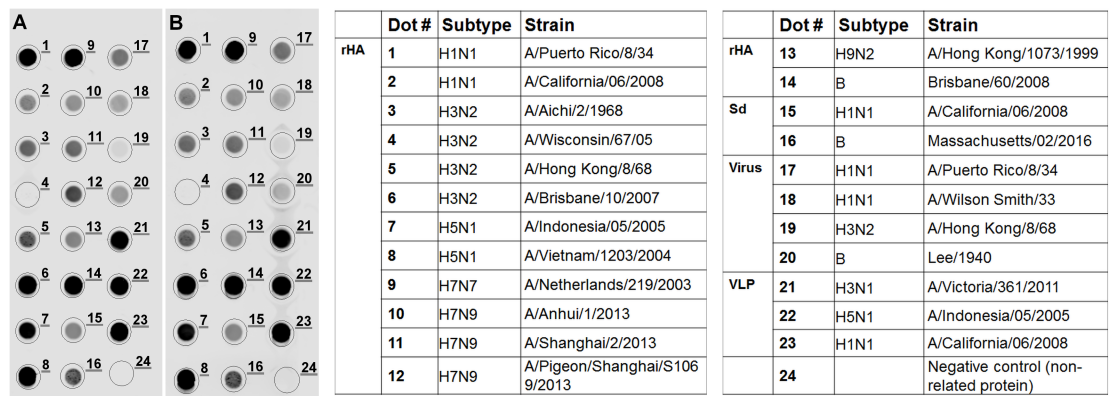 A
1 9 17
2 10 18
3 11 19
4 12 20
5 13 21
6 14 22
7 15 23
8 16 24
B
1 9 17
2 10 18
3 11 19
4 12 20
5 13 21
6 14 22
7 15 23
8 16 24
Dot # Subtype Strain
rHA 1 H1N1 A/Puerto Rico/8/34
2 H1N1 A/California/06/2008
3 H3N2 A/Aichi/2/1968
4 H3N2 A/Wisconsin/67/05
5 H3N2 A/Hong Kong/8/68
6 H3N2 A/Brisbane/10/2007
7 H5N1 A/Indonesia/05/2005
8 H5N1 A/Vietnam/1203/2004
9 H7N7 A/Netherlands/219/2003
10 H7N9 A/Anhui/1/2013
11 H7N9 A/Shanghai/2/2013
12 H7N9 A/Pigeon/Shanghai/S106
9/2013
Dot # Subtype Strain
rHA 13 H9N2 A/Hong Kong/1073/1999
14 B Brisbane/60/2008
Sd 15 H1N1 A/California/06/2008
16 B Massachusetts/02/2016
Virus 17 H1N1 A/Puerto Rico/8/34
18 H1N1 A/Wilson Smith/33
19 H3N2 A/Hong Kong/8/68
20 B Lee/1940
VLP 21 H3N1 A/Victoria/361/2011
22 H5N1 A/Indonesia/05/2005
23 H1N1 A/California/06/2008
24 Negative control (non-
related protein)